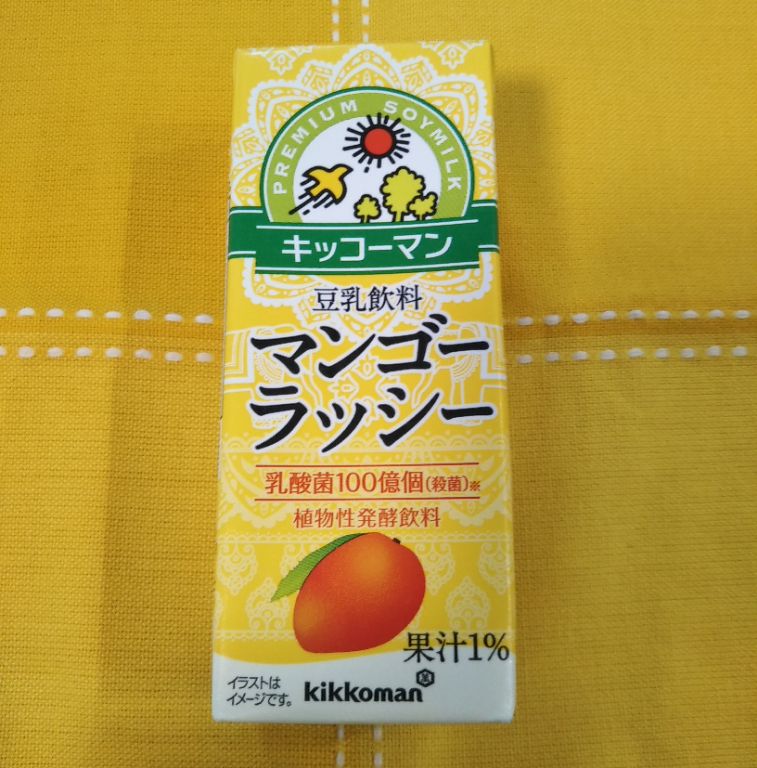 PREMIUM SOYMILK
キッコーマン
豆乳飲料
マンゴー
ラッシー
乳酸菌100億個(殺菌)※
植物性発酵飲料
果汁1%
イラストは
イメージです。
kikkoman